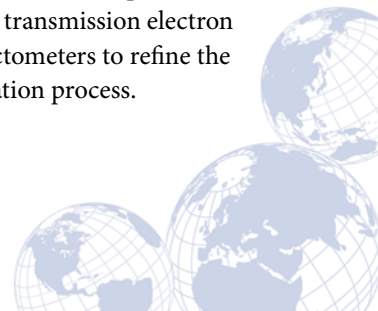 transmission electron
ctometers to refine the
ation process.